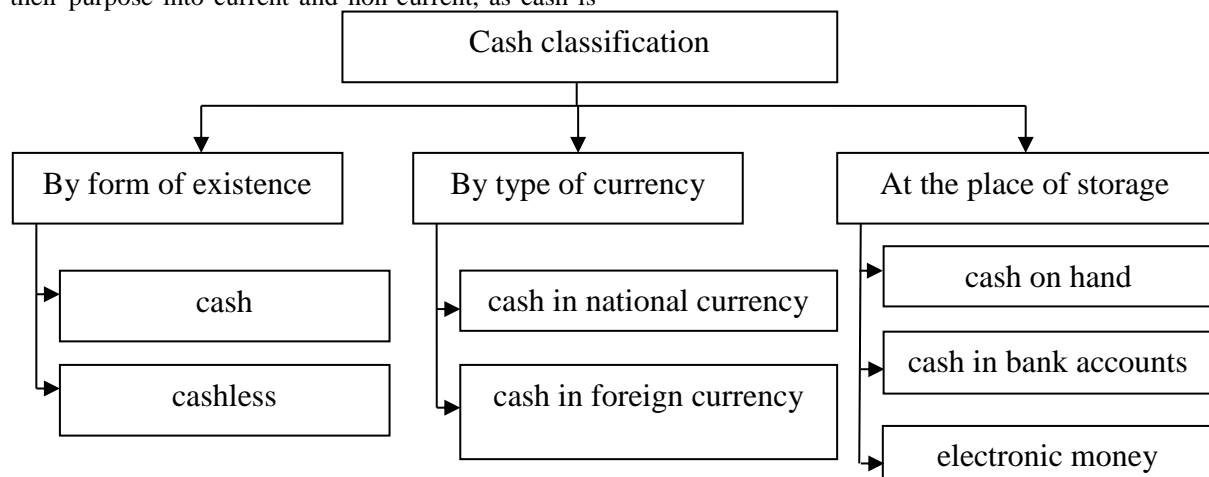 their purpose into current and non-current, as cash is
Cash classification
By form of existence
cash
cashless
By type of currency
cash in national currency
cash in foreign currency
At the place of storage
cash on hand
cash in bank accounts
electronic money